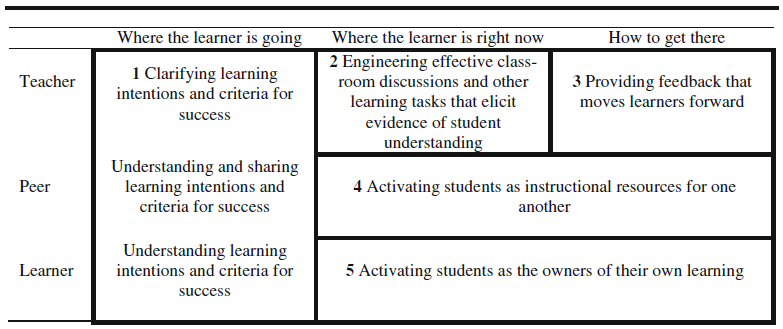 Where the learner is going Where the learner is right now How to get there
Teacher
1 Clarifying learning
intentions and criteria for
success
2 Engineering effective class-
room discussions and other
learning tasks that elicit
evidence of student
understanding
3 Providing feedback that
moves learners forward
Peer
Understanding and sharing
learning intentions and
criteria for success
4 Activating students as instructional resources for one
another
Learner
Understanding learning
intentions and criteria for
success
5 Activating students as the owners of their own learning